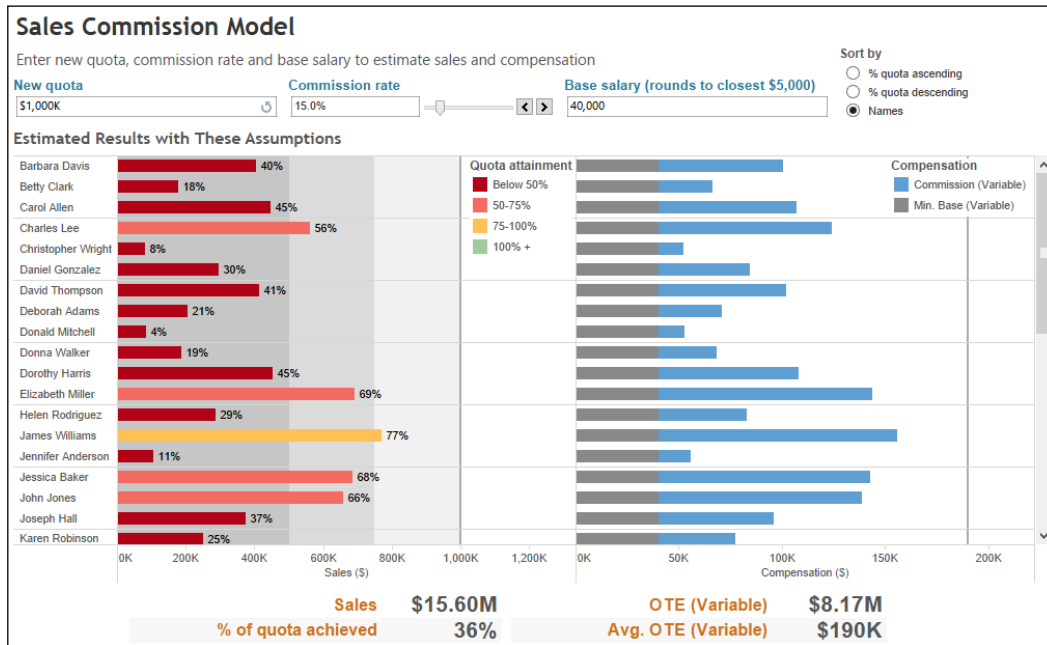 Sales Commission Model
Enter new quota, commission rate and base salary to estimate sales and compensation
Sort by
% quota ascending
% quota descending
Names
New quota
$1,000K
Commission rate
15.0%
Base salary (rounds to closest $5,000)
40,000
Estimated Results with These Assumptions
Quota attainment
Below 50%
50-75%
75-100%
100% +
Compensation
Commission (Variable)
Min. Base (Variable)
Barbara Davis 40%
Betty Clark 18%
Carol Allen 45%
Charles Lee 56%
Christopher Wright 8%
Daniel Gonzalez 30%
David Thompson 41%
Deborah Adams 21%
Donald Mitchell 4%
Donna Walker 19%
Dorothy Harris 45%
Elizabeth Miller 69%
Helen Rodriguez 29%
James Williams 77%
Jennifer Anderson 11%
Jessica Baker 68%
John Jones 66%
Joseph Hall 37%
Karen Robinson 25%
0K 200K 400K 600K 800K 1,000K 1,200K
Sales ($)
0K 50K 100K 150K 200K
Compensation ($)
Sales $15.60M
% of quota achieved 36%
OTE (Variable) $8.17M
Avg. OTE (Variable) $190K